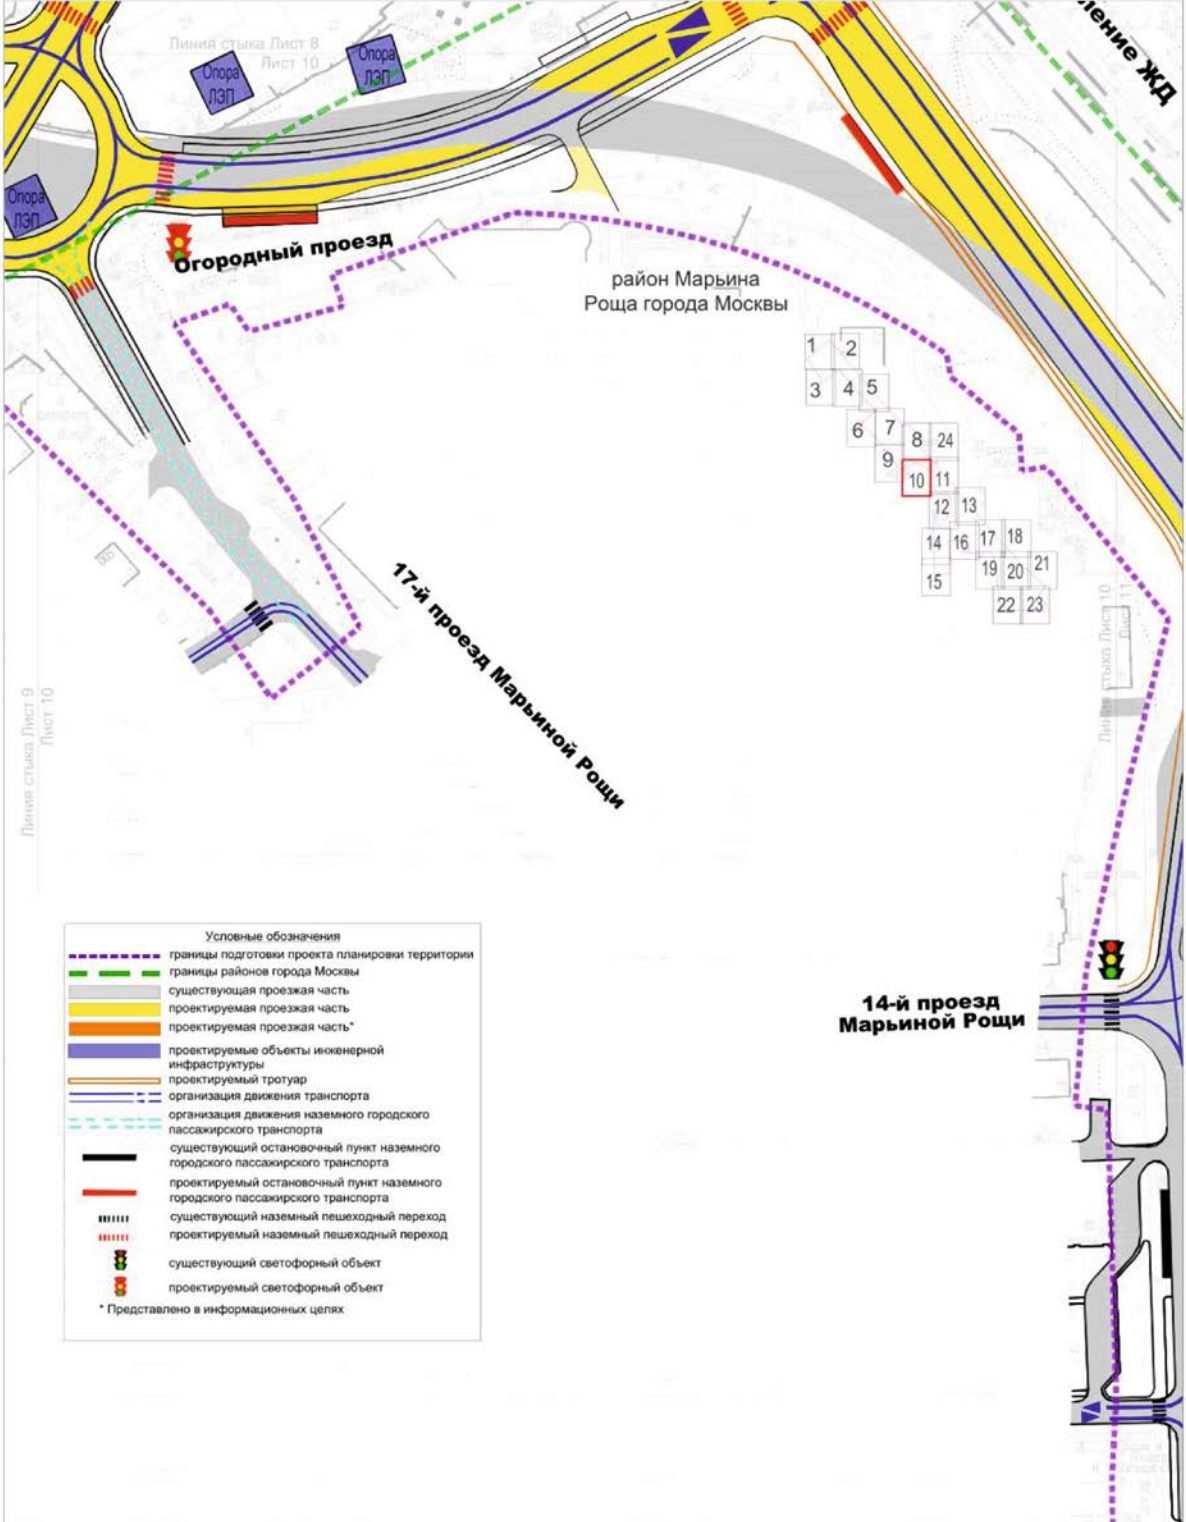 ление ЖД
Линия стыка Лист 8
Лист 10
Опора
ЛЭП
Опора
ЛЭП
Опора
ЛЭП
Огородный проезд
район Марьина
Роща города Москвы
1
2
3
4
5
6
7
8
24
9
10
11
12
13
14
16
17
18
15
19
20
21
22
23
17-й проезд Марьиной Рощи
Линия стыка Лист 10
Лист 11
Линия стыка Лист 9
Лист 10
14-й проезд
Марьиной Рощи
Условные обозначения
границы подготовки проекта планировки территории
границы районов города Москвы
существующая проезжая часть
проектируемая проезжая часть
проектируемая проезжая часть*
проектируемые объекты инженерной
инфраструктуры
проектируемый тротуар
организация движения транспорта
организация движения наземного городского
пассажирского транспорта
существующий остановочный пункт наземного
городского пассажирского транспорта
проектируемый остановочный пункт наземного
городского пассажирского транспорта
существующий наземный пешеходный переход
проектируемый наземный пешеходный переход
существующий светофорный объект
проектируемый светофорный объект
* Представлено в информационных целях